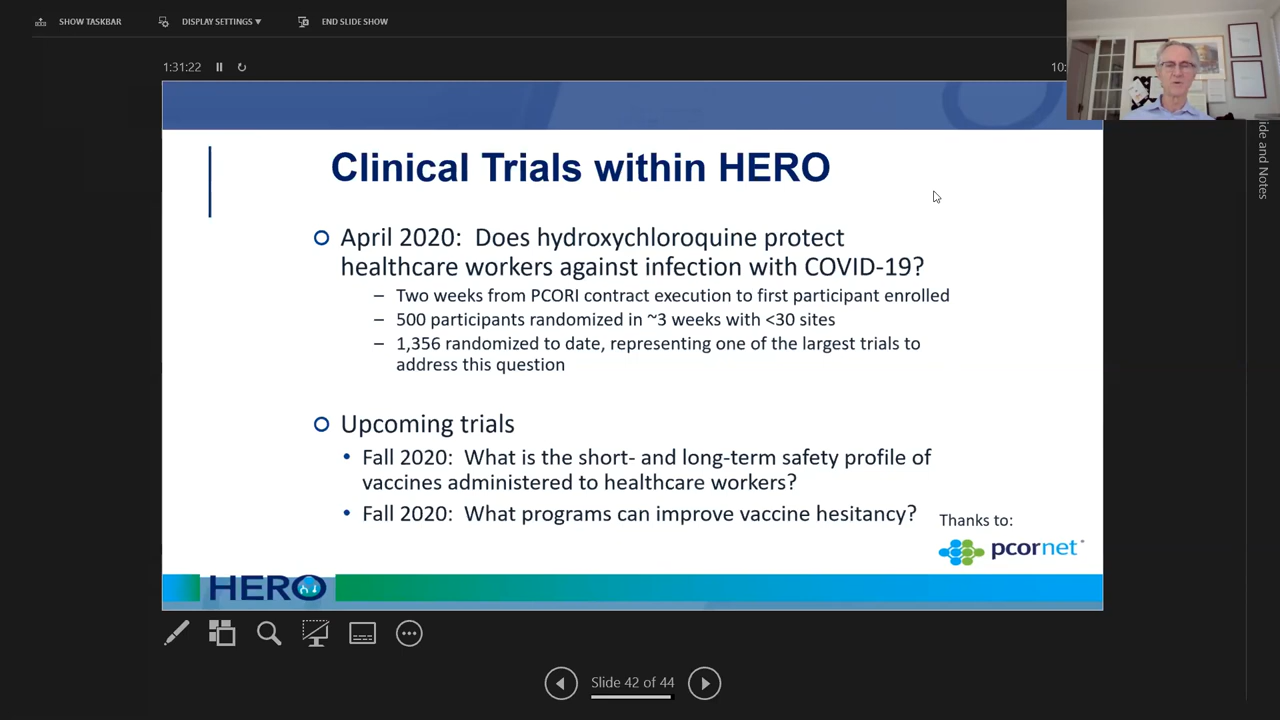 SHOW TASKBAR DISPLAY SETTINGS ▼ END SLIDE SHOW
1:31:22 10:
Clinical Trials within HERO
April 2020: Does hydroxychloroquine protect
healthcare workers against infection with COVID-19?
– Two weeks from PCORI contract execution to first participant enrolled
– 500 participants randomized in ~3 weeks with <30 sites
– 1,356 randomized to date, representing one of the largest trials to
address this question
Upcoming trials
• Fall 2020: What is the short- and long-term safety profile of
vaccines administered to healthcare workers?
• Fall 2020: What programs can improve vaccine hesitancy?
Thanks to:
pcornet
HERO
Slide 42 of 44
ide and Notes